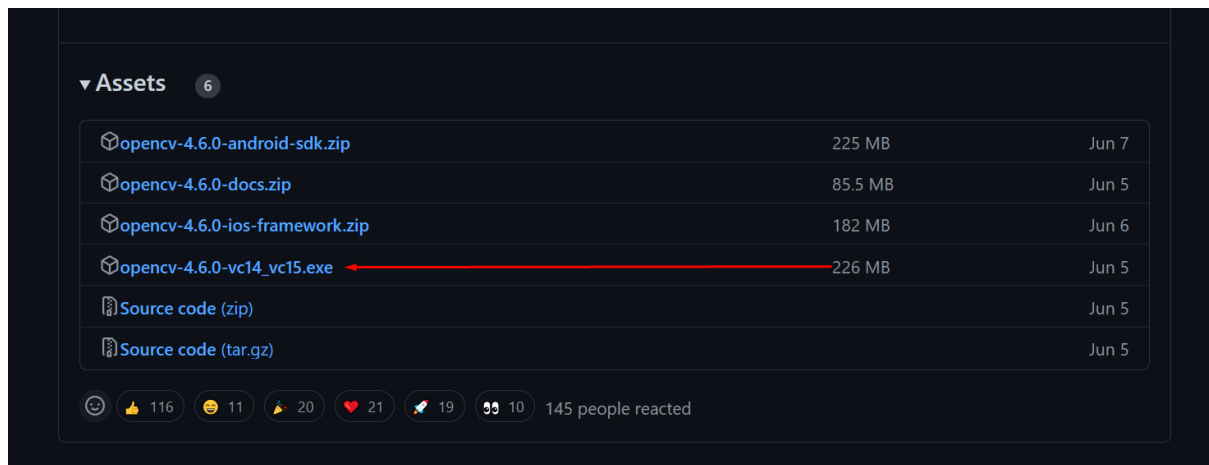 Assets 6
opencv-4.6.0-android-sdk.zip 225 MB Jun 7
opencv-4.6.0-docs.zip 85.5 MB Jun 5
opencv-4.6.0-ios-framework.zip 182 MB Jun 6
opencv-4.6.0-vc14_vc15.exe 226 MB Jun 5
Source code (zip) Jun 5
Source code (tar.gz) Jun 5
116 11 20 21 19 10 145 people reacted